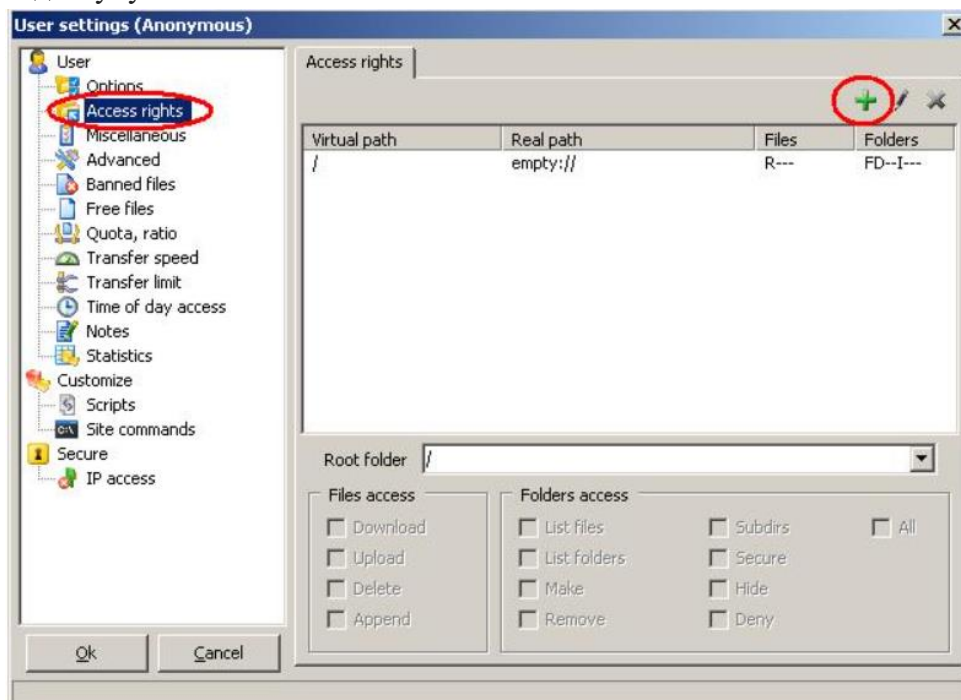 User settings (Anonymous)
User
Options
Access rights
Miscellaneous
Advanced
Banned files
Free files
Quota, ratio
Transfer speed
Transfer limit
Time of day access
Notes
Statistics
Customize
Scripts
Site commands
Secure
IP access
Ok Cancel
Access rights
Virtual path Real path Files Folders
/ empty:// R--- FD--I---
Root folder /
Files access Folders access
Download List files Subdirs All
Upload List folders Secure
Delete Make Hide
Append Remove Deny